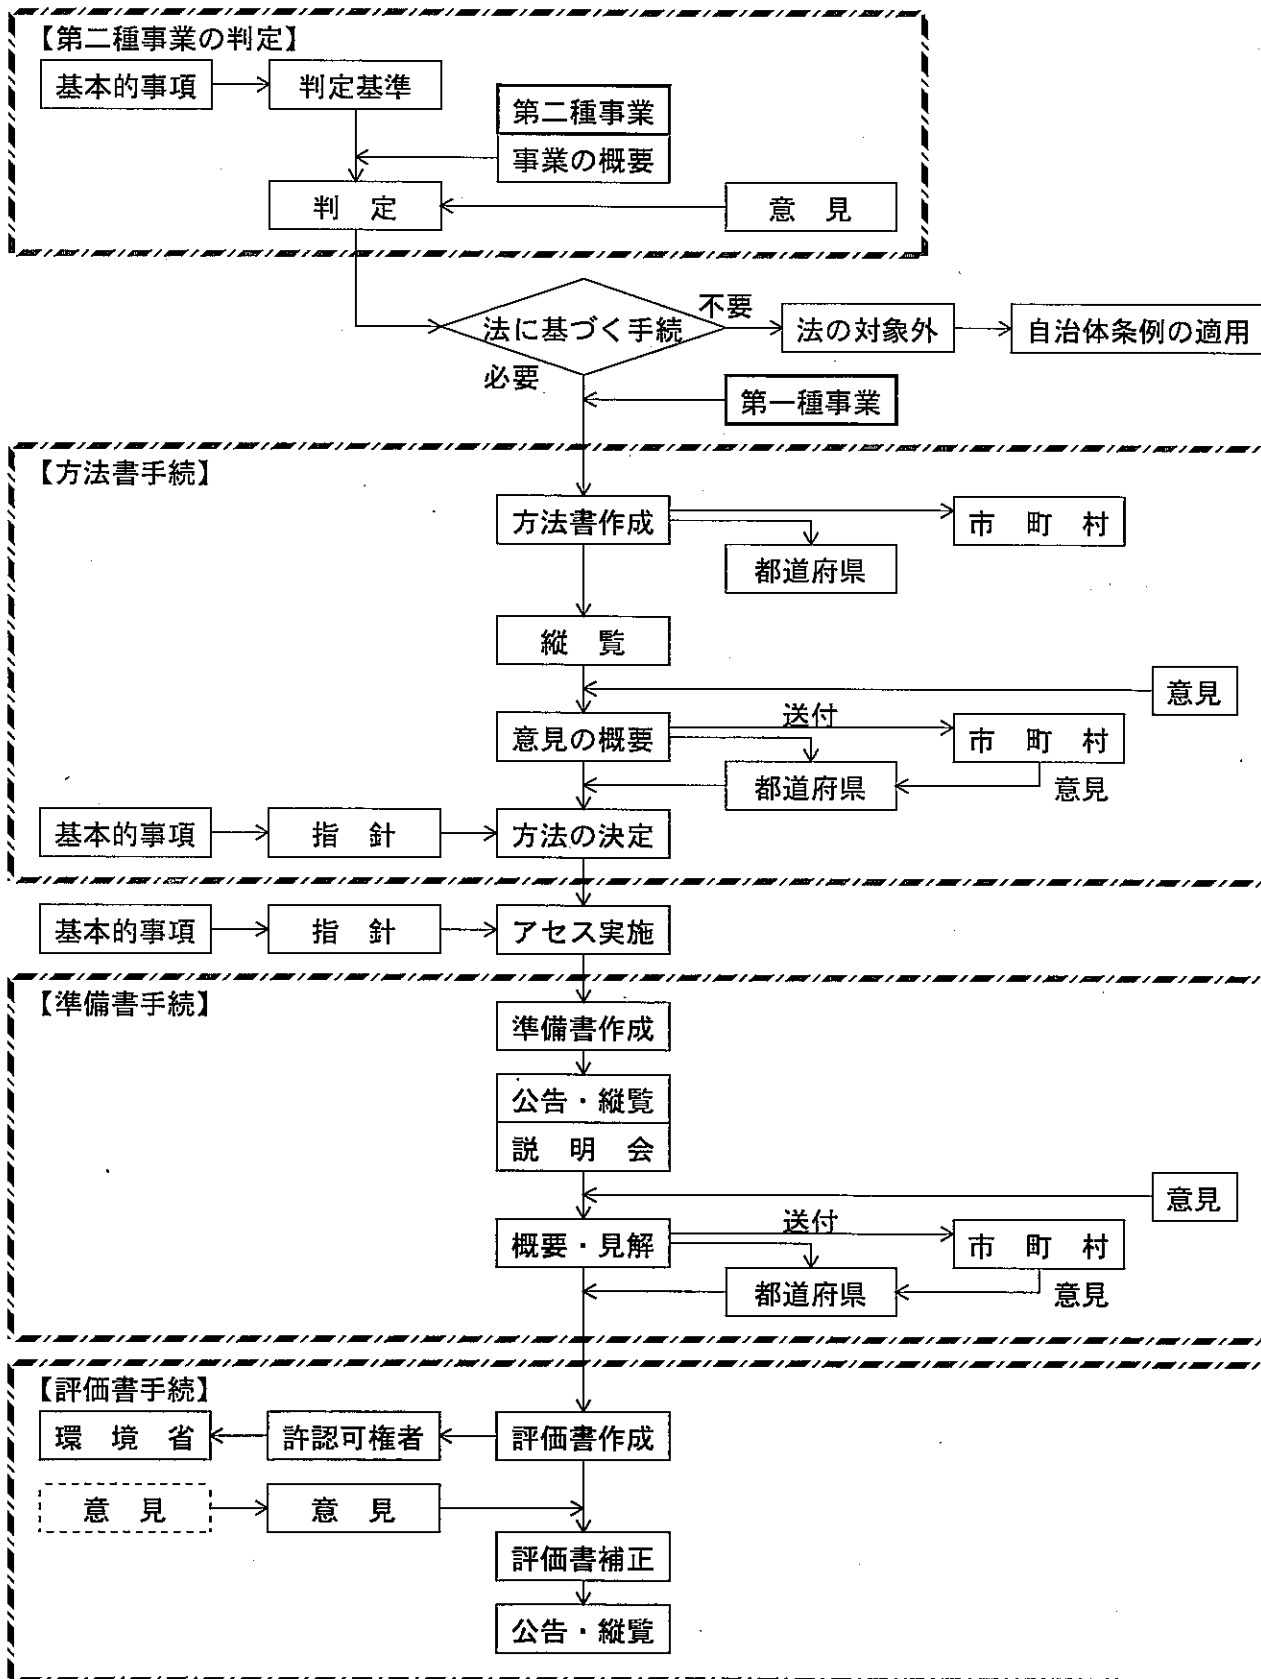 【第二種事業の判定】
基本的事項
判定基準
第二種事業
事業の概要
判 定
意 見
法に基づく手続
不要
法の対象外
自治体条例の適用
必要
第一種事業
【方法書手続】
方法書作成
市 町 村
都道府県
縦 覧
意見
意見の概要
送付
市 町 村
都道府県
意見
基本的事項
指 針
方法の決定
基本的事項
指 針
アセス実施
【準備書手続】
準備書作成
公告・縦覧
説 明 会
意見
概要・見解
送付
市 町 村
都道府県
意見
【評価書手続】
環 境 省
許認可権者
評価書作成
意 見
意 見
評価書補正
公告・縦覧